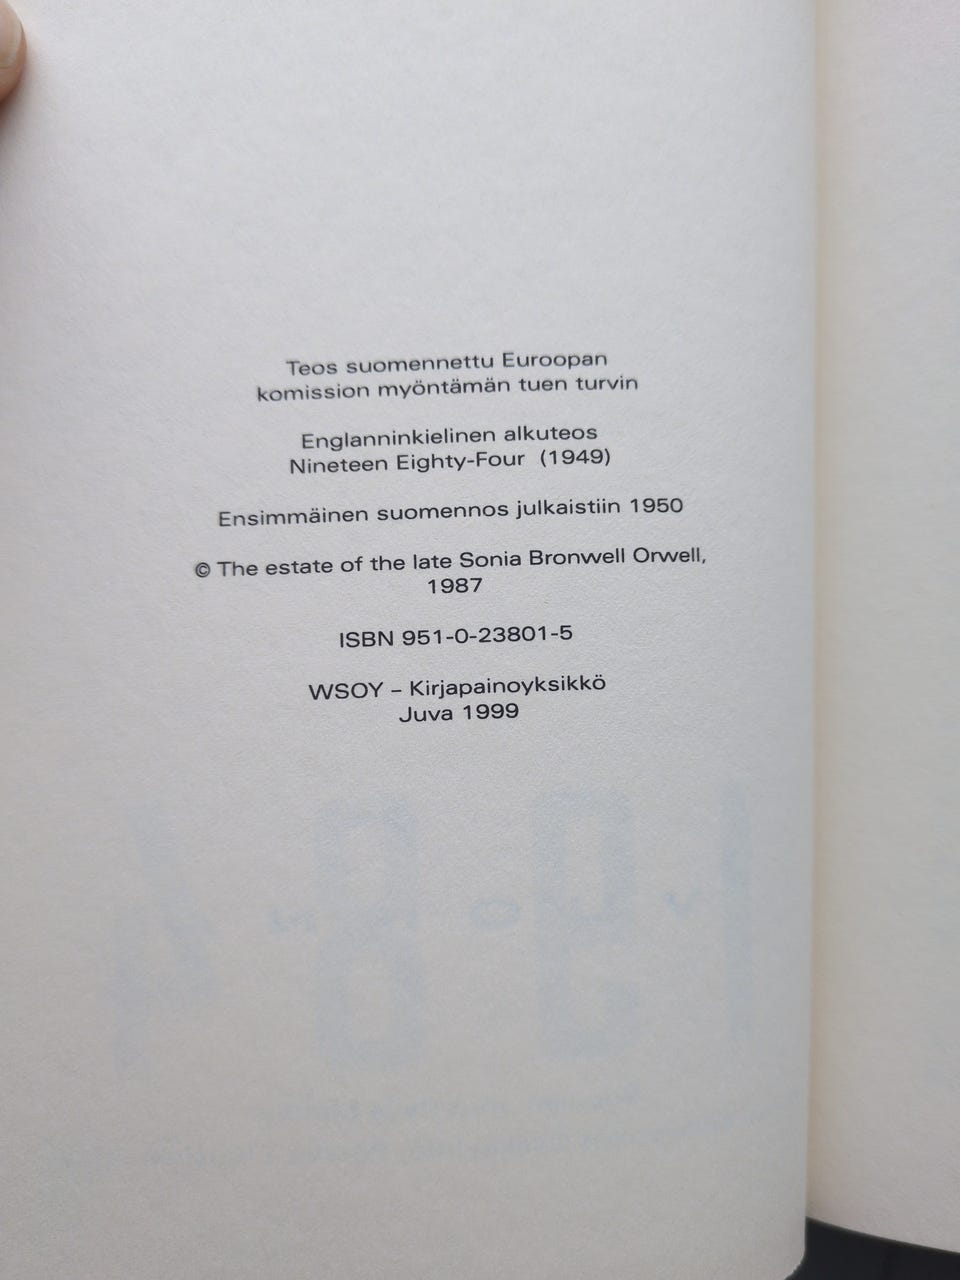 Teos suomennettu Euroopan
komission myöntämän tuen turvin
Englanninkielinen alkuteos
Nineteen Eighty-Four (1949)
Ensimmäinen suomennos julkaistiin 1950
© The estate of the late Sonia Bronwell Orwell,
1987
ISBN 951-0-23801-5
WSOY – Kirjapainoyksikkö
Juva 1999
1984